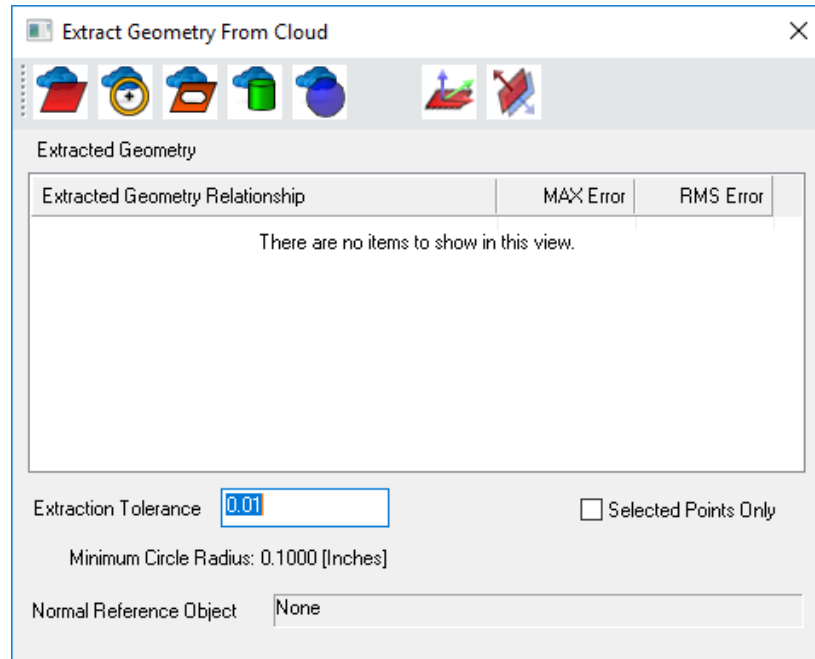 Extract Geometry From Cloud
Extracted Geometry
Extracted Geometry Relationship MAX Error RMS Error
There are no items to show in this view.
Extraction Tolerance 0.01 Selected Points Only
Minimum Circle Radius: 0.1000 [Inches]
Normal Reference Object None